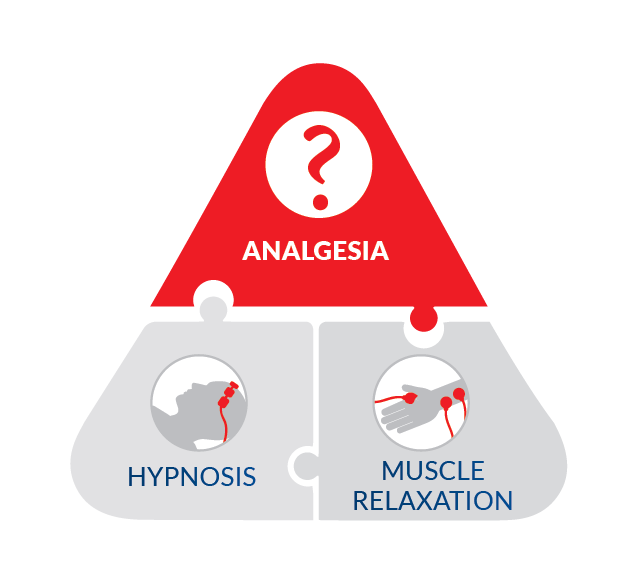 ?
ANALGESIA
HYPNOSIS
MUSCLE
RELAXATION